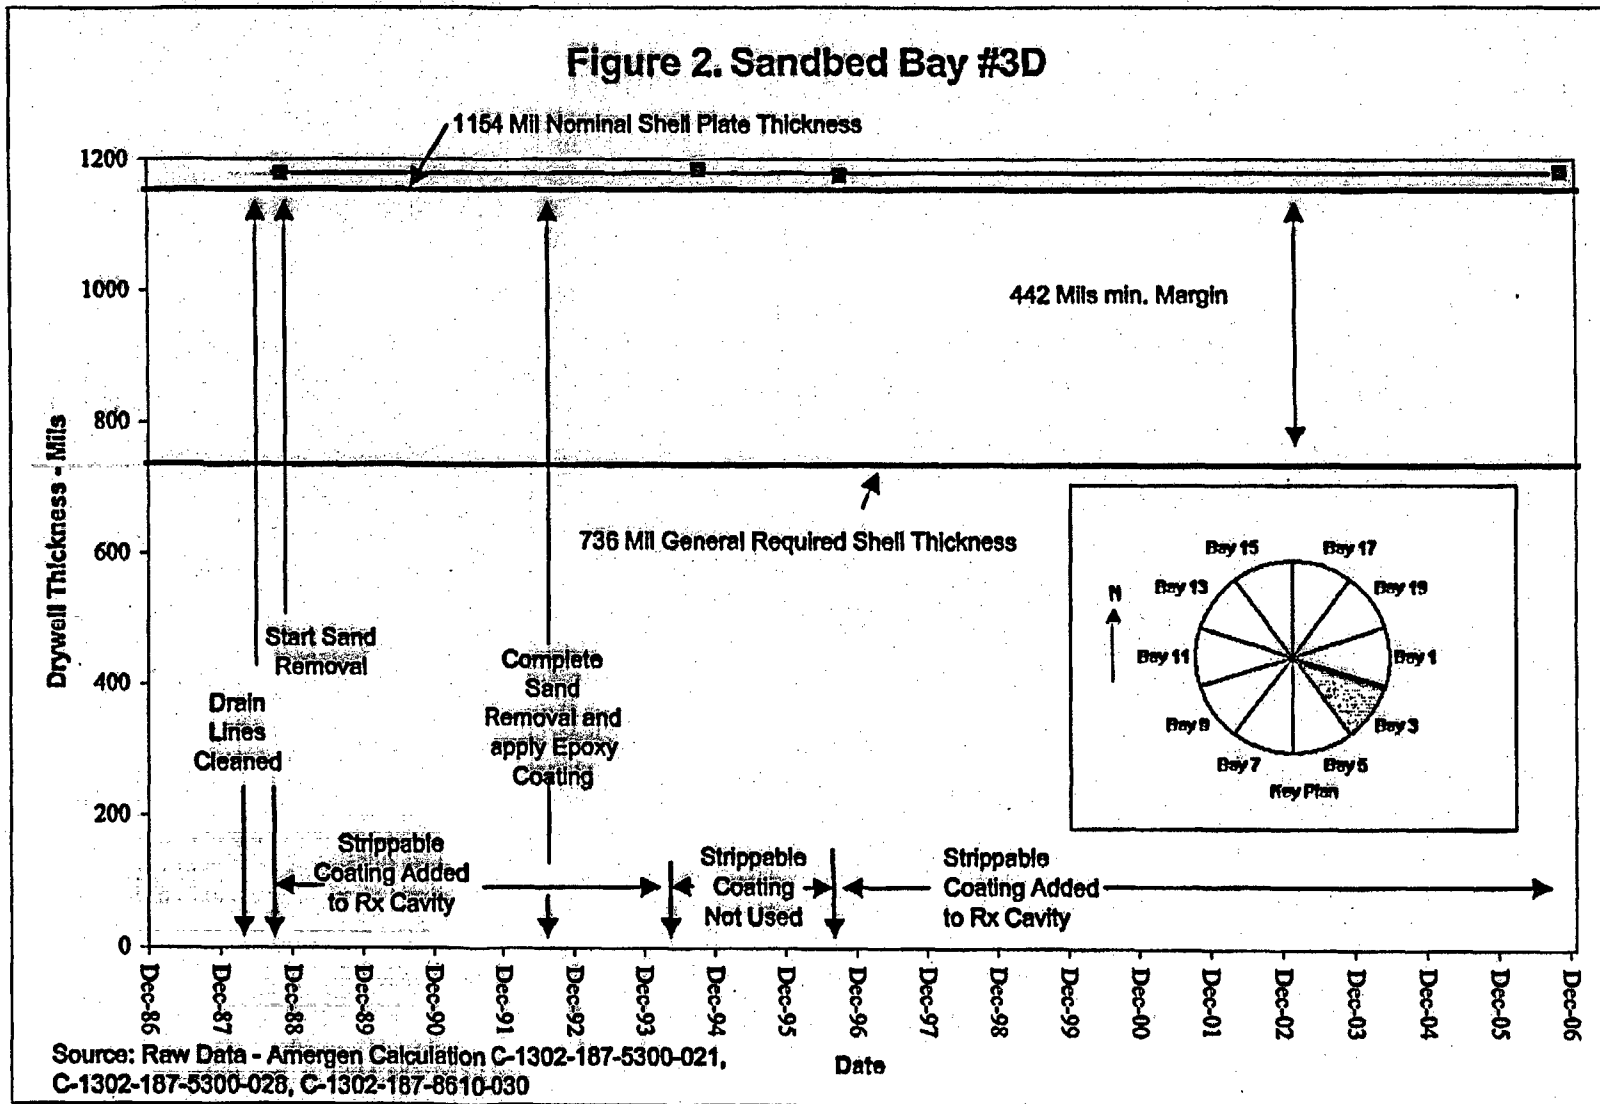 Figure 2. Sandbed Bay #3D
1154 Mil Nominal Shell Plate Thickness
1200
1000
800
600
400
200
0
Drywell Thickness - Mils
442 Mils min. Margin
736 Mil General Required Shell Thickness
Start Sand
Removal
Drain
Lines
Cleaned
Complete
Sand
Removal and
apply Epoxy
Coating
Strippable
Coating Added
to Rx Cavity
Strippable
Coating
Not Used
Strippable
Coating Added
to Rx Cavity
N
Bay 15
Bay 17
Bay 13
Bay 19
Bay 11
Bay 1
Bay 9
Bay 3
Bay 7
Bay 5
Key Plan
Dec-86
Dec-87
Dec-88
Dec-89
Dec-90
Dec-91
Dec-92
Dec-93
Dec-94
Dec-95
Dec-96
Dec-97
Dec-98
Dec-99
Dec-00
Dec-01
Dec-02
Dec-03
Dec-04
Dec-05
Dec-06
Date
Source: Raw Data - Amergen Calculation C-1302-187-5300-021,
C-1302-187-5300-028, C-1302-187-8610-030